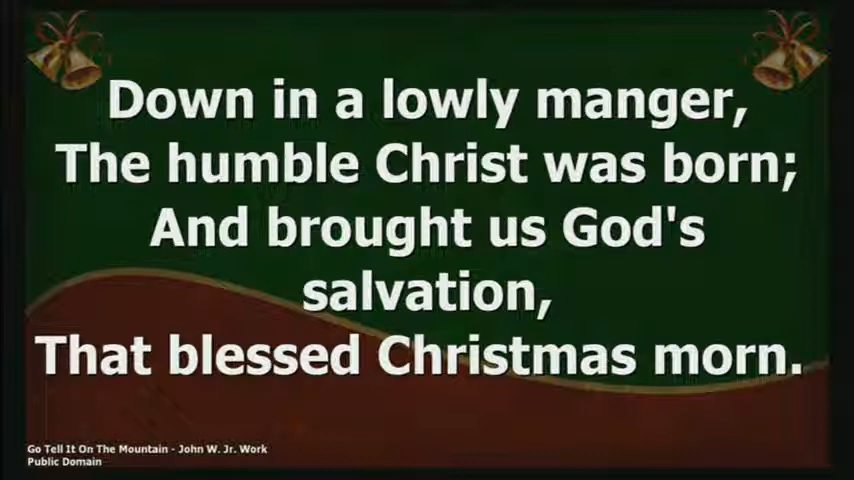 Down in a lowly manger,
The humble Christ was born;
And brought us God's
salvation,
That blessed Christmas morn.
Go Tell It On The Mountain - John W. Jr. Work
Public Domain